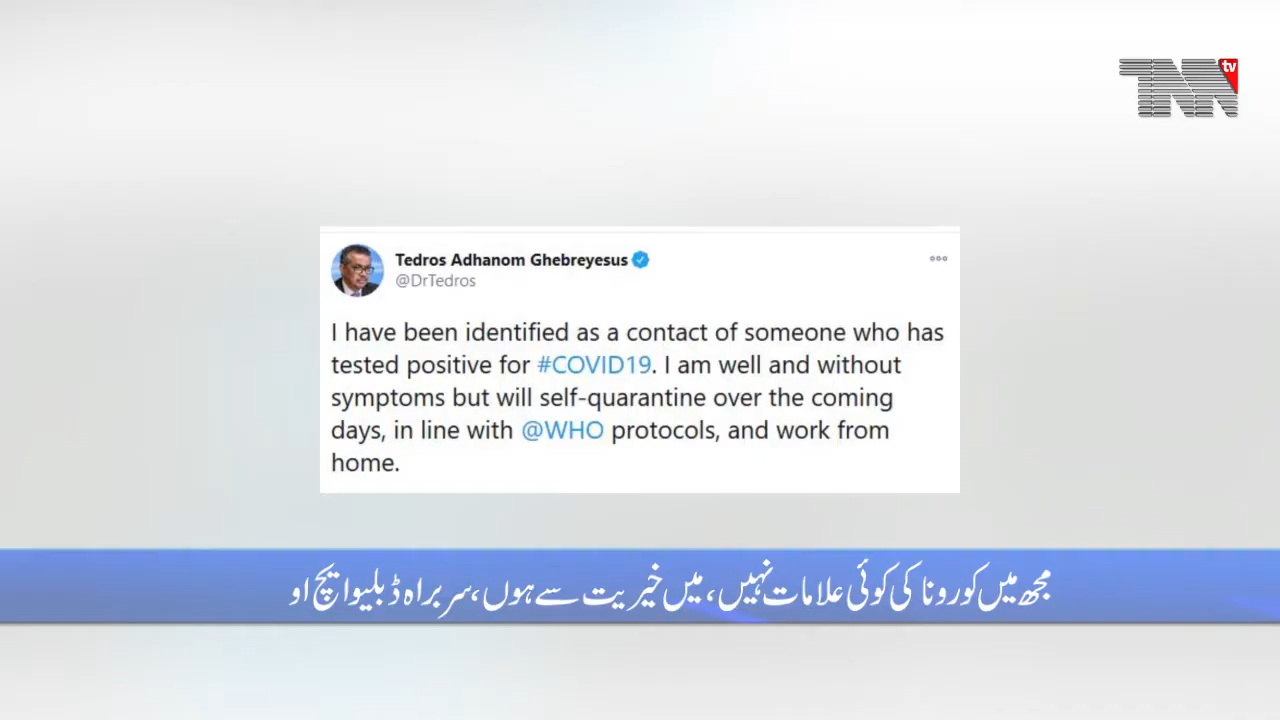 TNN tv
Tedros Adhanom Ghebreyesus
@DrTedros
I have been identified as a contact of someone who has
tested positive for #COVID19. I am well and without
symptoms but will self-quarantine over the coming
days, in line with @WHO protocols, and work from
home.
مجھ میں کورونا کی کوئی علامات نہیں، میں خیریت سے ہوں، سربراہ ڈبلیو ایچ او